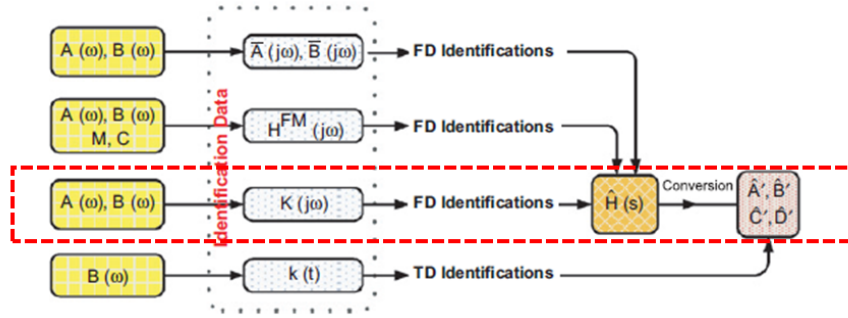 A (ω), B (ω)
A̅ (jω), B̅ (jω)
FD Identifications
A (ω), B (ω)
M, C
H^FM (jω)
FD Identifications
Identification Data
A (ω), B (ω)
K (jω)
FD Identifications
Ĥ (s)
Conversion
Â′, B̂′
Ĉ′, D̂′
B (ω)
k (t)
TD Identifications